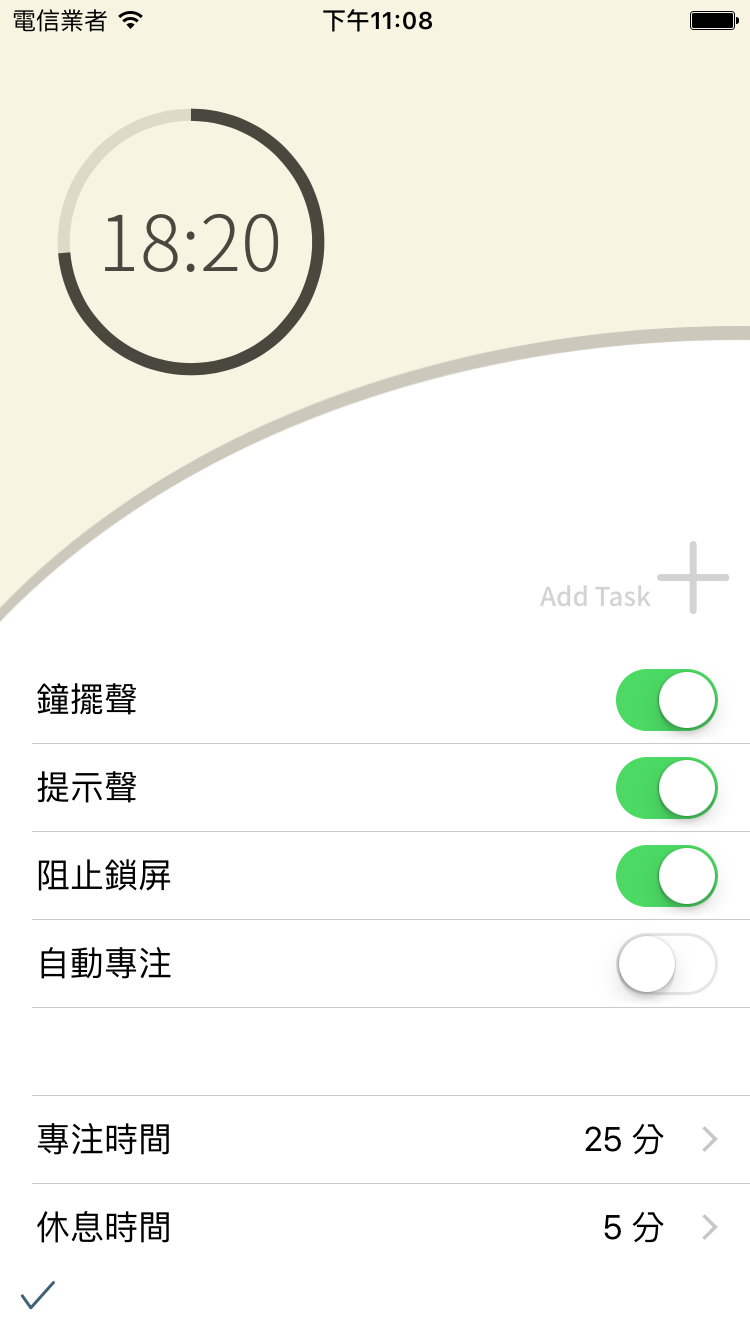 電信業者 下午11:08
18:20
Add Task
鐘擺聲
提示聲
阻止鎖屏
自動專注
專注時間 25 分
休息時間 5 分